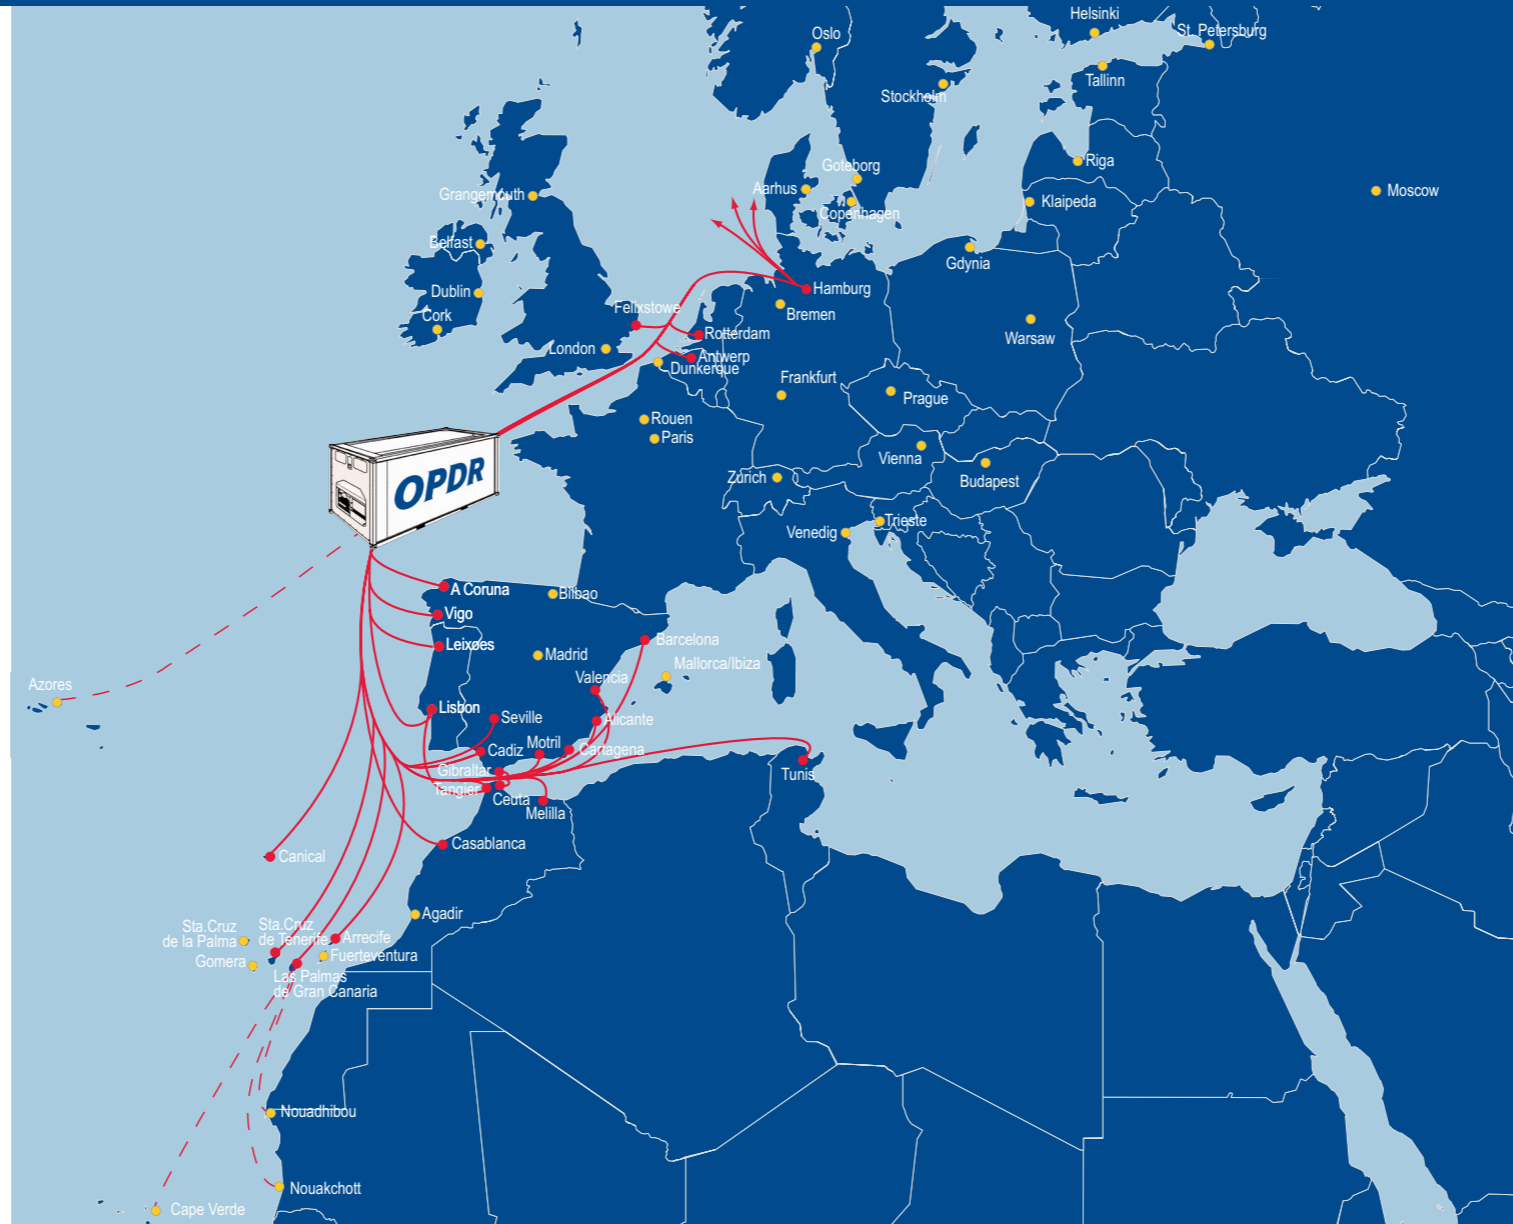 Helsinki
St. Petersburg
Oslo
Tallinn
Stockholm
Riga
Goteborg
Aarhus
Moscow
Grangemouth
Klaipeda
Copenhagen
Belfast
Gdynia
Dublin
Hamburg
Felixstowe
Bremen
Cork
Rotterdam
Warsaw
London
Antwerp
Dunkerque
Frankfurt
Prague
Rouen
Paris
Vienna
Zürich
Budapest
OPDR
Trieste
Venedig
A Coruna
Bilbao
Vigo
Leixøes
Barcelona
Madrid
Mallorca/Ibiza
Valencia
Azores
Lisbon
Seville
Alicante
Motril
Cadiz
Cartagena
Gibraltar
Tunis
Tangier
Ceuta
Melilla
Casablanca
Canical
Agadir
Sta.Cruz
de la Palma
Sta.Cruz
de Tenerife
Arrecife
Fuerteventura
Gomera
Las Palmas
de Gran Canaria
Nouadhibou
Nouakchott
Cape Verde